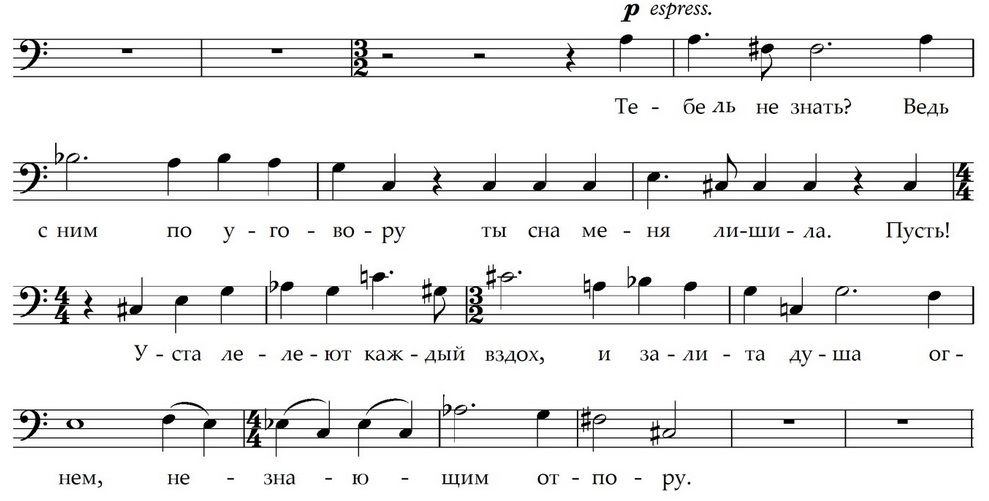 p espress.
Те - бе ль не знать? Ведь
с ним по у - го - во - ру ты сна ме - ня ли-ши - ла. Пусть!
У - ста ле - ле - ют каж - дый вздох, и за - ли - та ду - ша ог -
нем, не - зна - ю - щим от - по - ру.